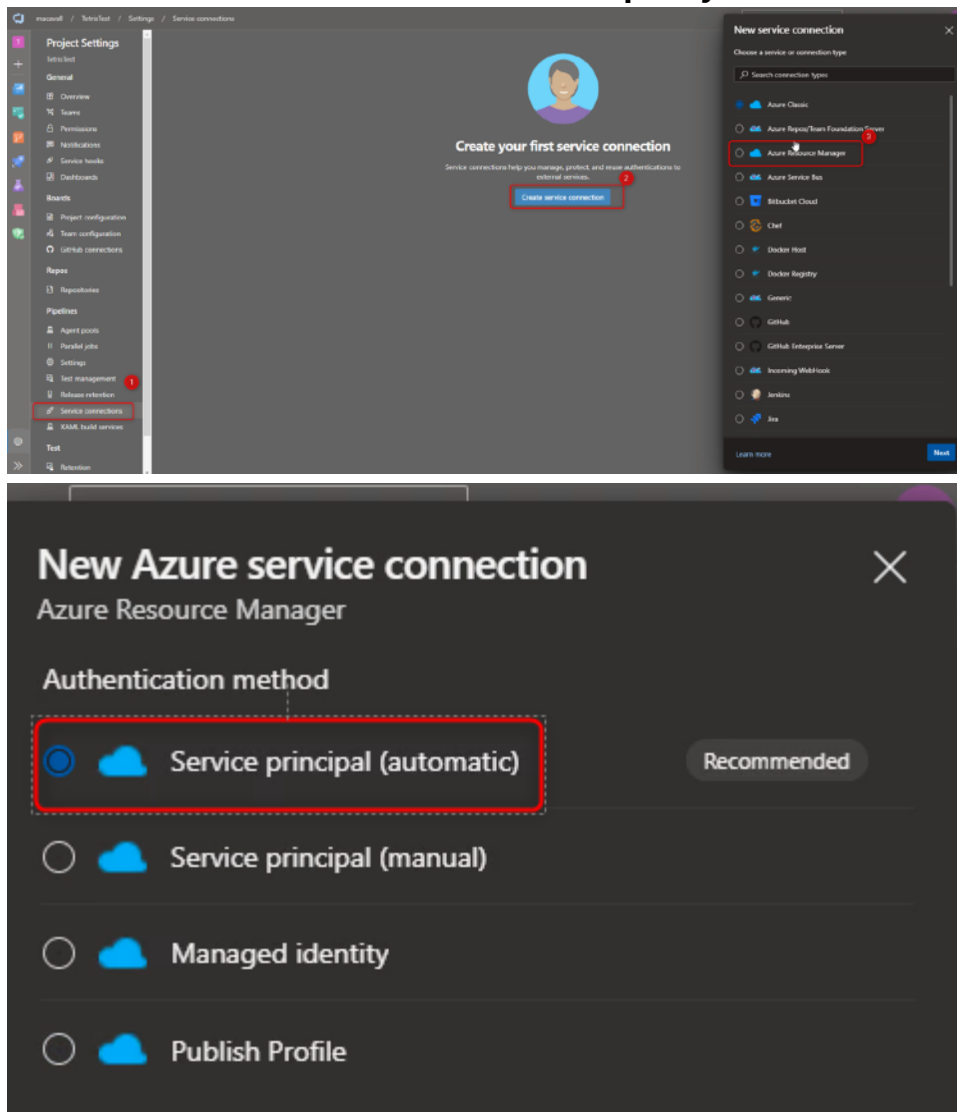 macavall / TetrisTest / Settings / Service connections
Project Settings
TetrisTest
General
Overview
Teams
Permissions
Notifications
Service hooks
Dashboards
Boards
Project configuration
Team configuration
GitHub connections
Repos
Repositories
Pipelines
Agent pools
Parallel jobs
Settings
Test management
1
Release retention
Service connections
XAML build services
Test
Retention
Create your first service connection
Service connections help you manage, protect, and reuse authentications to
external services.
2
Create service connection
New service connection
Choose a service or connection type
Search connection types
Azure Classic
Azure Repos/Team Foundation Server
3
Azure Resource Manager
Azure Service Bus
Bitbucket Cloud
Chef
Docker Host
Docker Registry
Generic
GitHub
GitHub Enterprise Server
Incoming WebHook
Jenkins
Jira
Learn more
Next
New Azure service connection
Azure Resource Manager
Authentication method
Service principal (automatic)
Recommended
Service principal (manual)
Managed identity
Publish Profile